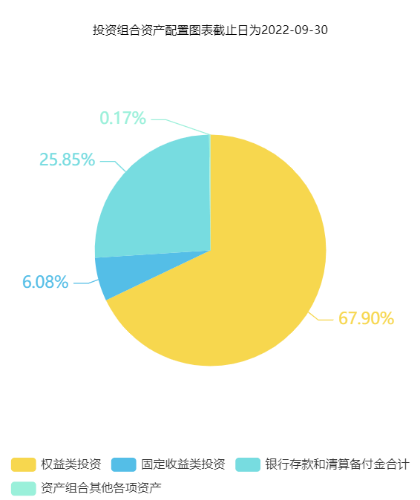 投资组合资产配置图表截止日为2022-09-30
0.17%
25.85%
6.08%
67.90%
权益类投资 固定收益类投资 银行存款和清算备付金合计
资产组合其他各项资产